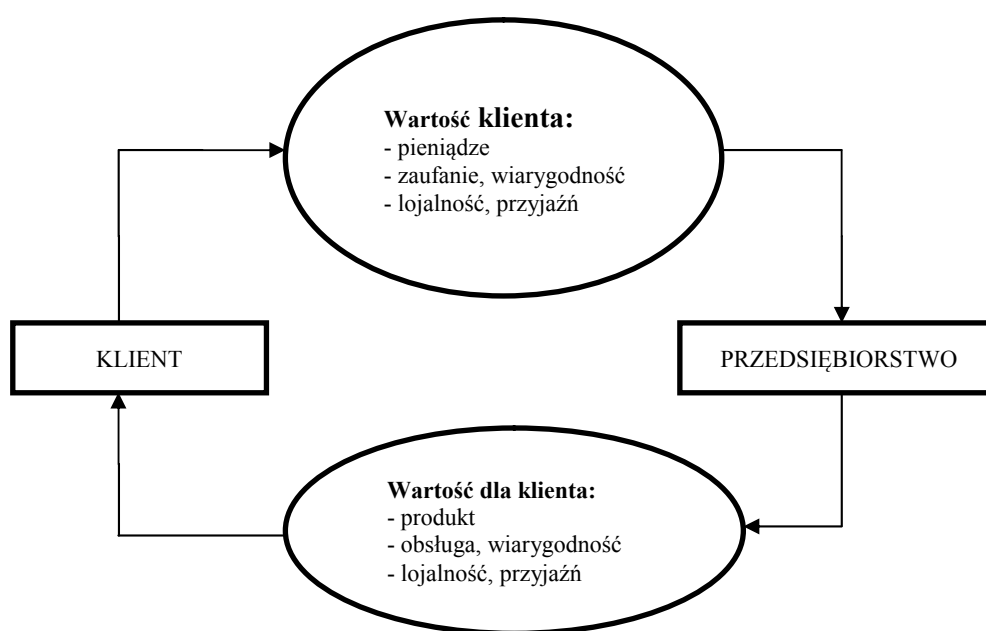 Wartość klienta:
- pieniądze
- zaufanie, wiarygodność
- lojalność, przyjaźń
KLIENT
PRZEDSIĘBIORSTWO
Wartość dla klienta:
- produkt
- obsługa, wiarygodność
- lojalność, przyjaźń